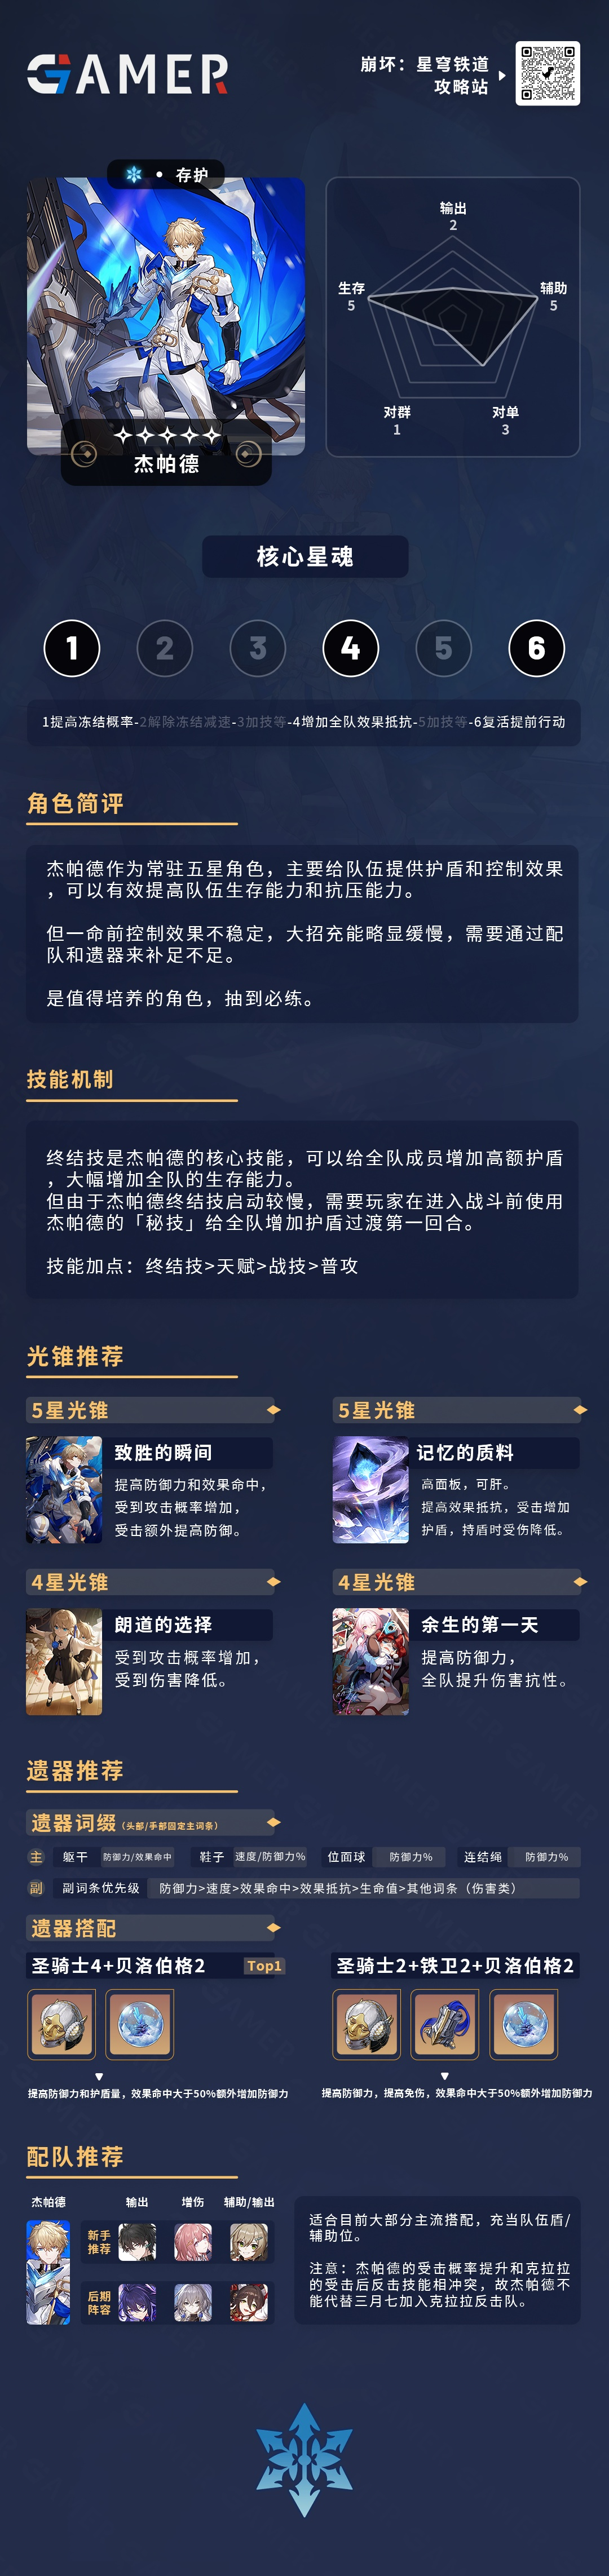 GAMER
崩坏：星穹铁道
攻略站
存护
杰帕德
输出
2
生存
5
辅助
5
对群
1
对单
3
核心星魂
1 2 3 4 5 6
1提高冻结概率-2解除冻结减速-3加技等-4增加全队效果抵抗-5加技等-6复活提前行动
角色简评
杰帕德作为常驻五星角色，主要给队伍提供护盾和控制效果
，可以有效提高队伍生存能力和抗压能力。
但一命前控制效果不稳定，大招充能略显缓慢，需要通过配
队和遗器来补足不足。
是值得培养的角色，抽到必练。
技能机制
终结技是杰帕德的核心技能，可以给全队成员增加高额护盾
，大幅增加全队的生存能力。
但由于杰帕德终结技启动较慢，需要玩家在进入战斗前使用
杰帕德的「秘技」给全队增加护盾过渡第一回合。
技能加点：终结技>天赋>战技>普攻
光锥推荐
5星光锥
致胜的瞬间
提高防御力和效果命中，
受到攻击概率增加，
受击额外提高防御。
5星光锥
记忆的质料
高面板，可肝。
提高效果抵抗，受击增加
护盾，持盾时受伤降低。
4星光锥
朗道的选择
受到攻击概率增加，
受到伤害降低。
4星光锥
余生的第一天
提高防御力，
全队提升伤害抗性。
遗器推荐
遗器词缀（头部/手部固定主词条）
主 躯干 防御力/效果命中 鞋子 速度/防御力% 位面球 防御力% 连结绳 防御力%
副 副词条优先级 防御力>速度>效果命中>效果抵抗>生命值>其他词条（伤害类）
遗器搭配
圣骑士4+贝洛伯格2 Top1
提高防御力和护盾量，效果命中大于50%额外增加防御力
圣骑士2+铁卫2+贝洛伯格2
提高防御力，提高免伤，效果命中大于50%额外增加防御力
配队推荐
杰帕德 输出 增伤 辅助/输出
新手
推荐
后期
阵容
适合目前大部分主流搭配，充当队伍盾/
辅助位。
注意：杰帕德的受击概率提升和克拉拉
的受击后反击技能相冲突，故杰帕德不
能代替三月七加入克拉拉反击队。